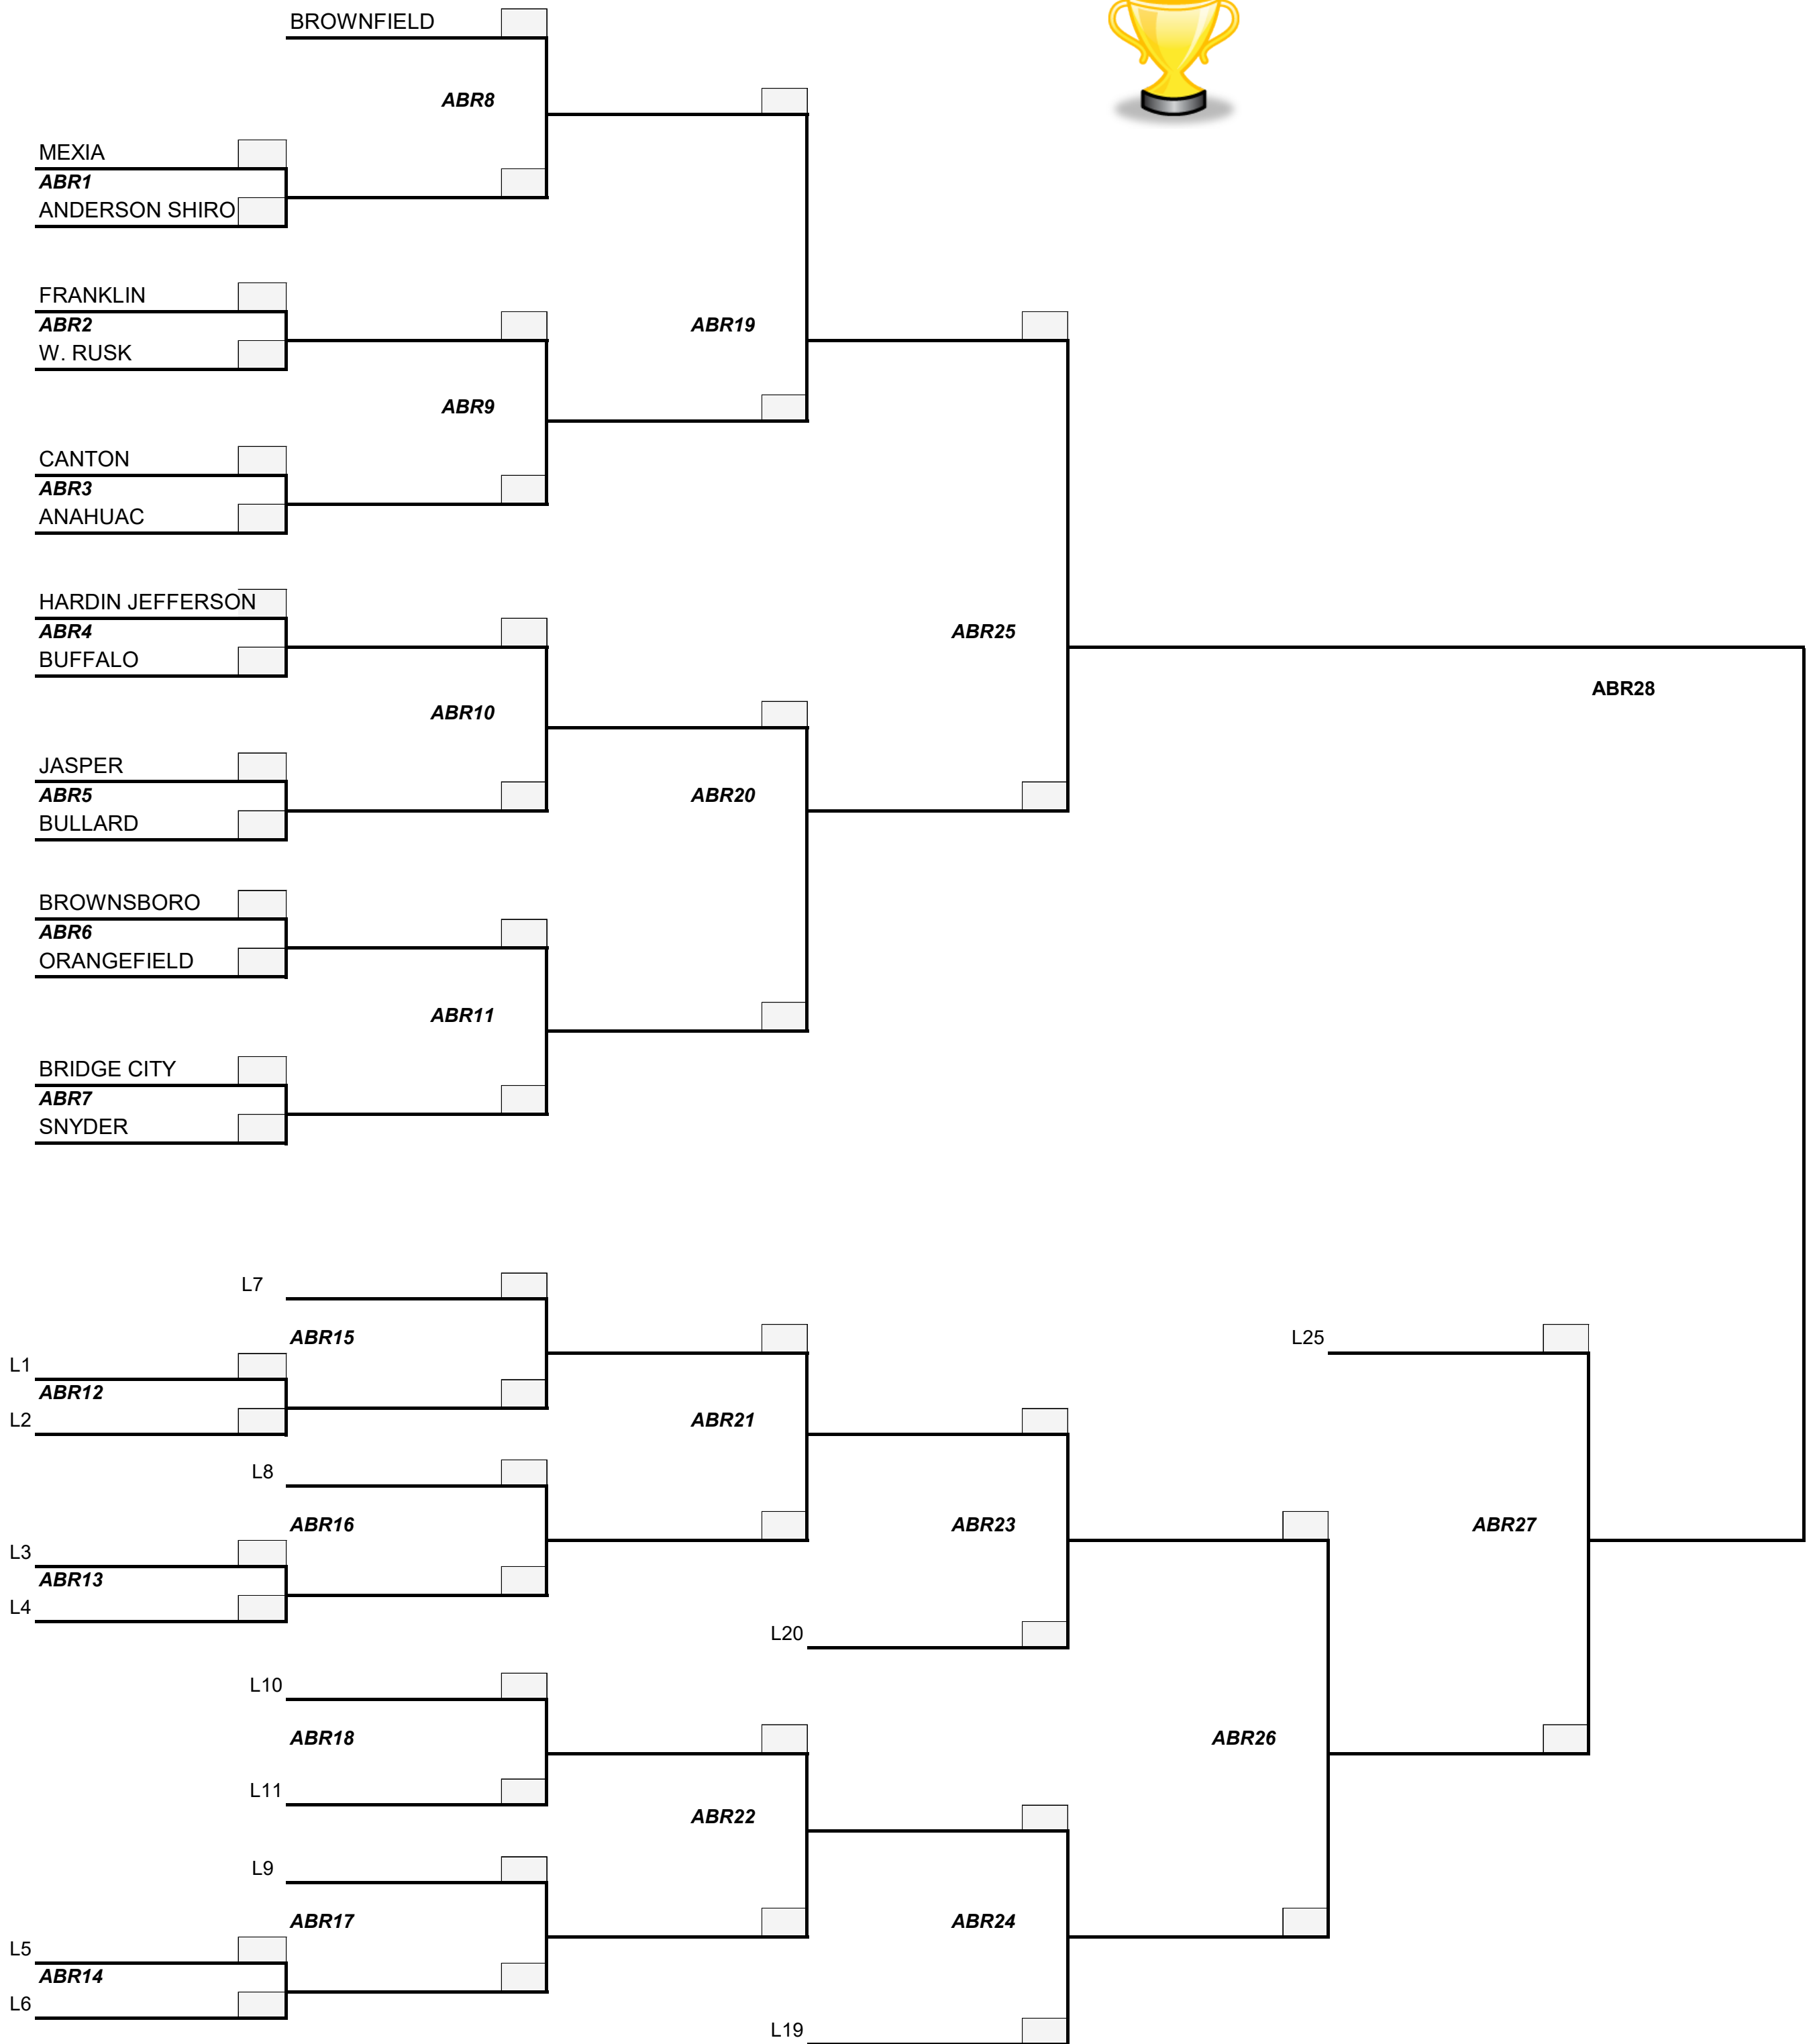 BROWNFIELD
ABR8
MEXIA
ABR1
ANDERSON SHIRO
FRANKLIN
ABR2
ABR19
W. RUSK
ABR9
CANTON
ABR3
ANAHUAC
HARDIN JEFFERSON
ABR4
ABR25
BUFFALO
ABR28
ABR10
JASPER
ABR5
ABR20
BULLARD
BROWNSBORO
ABR6
ORANGEFIELD
ABR11
BRIDGE CITY
ABR7
SNYDER
L7
ABR15
L25
L1
ABR12
L2
ABR21
L8
ABR16
ABR23
ABR27
L3
ABR13
L4
L20
L10
ABR18
ABR26
L11
ABR22
L9
ABR17
ABR24
L5
ABR14
L6
L19